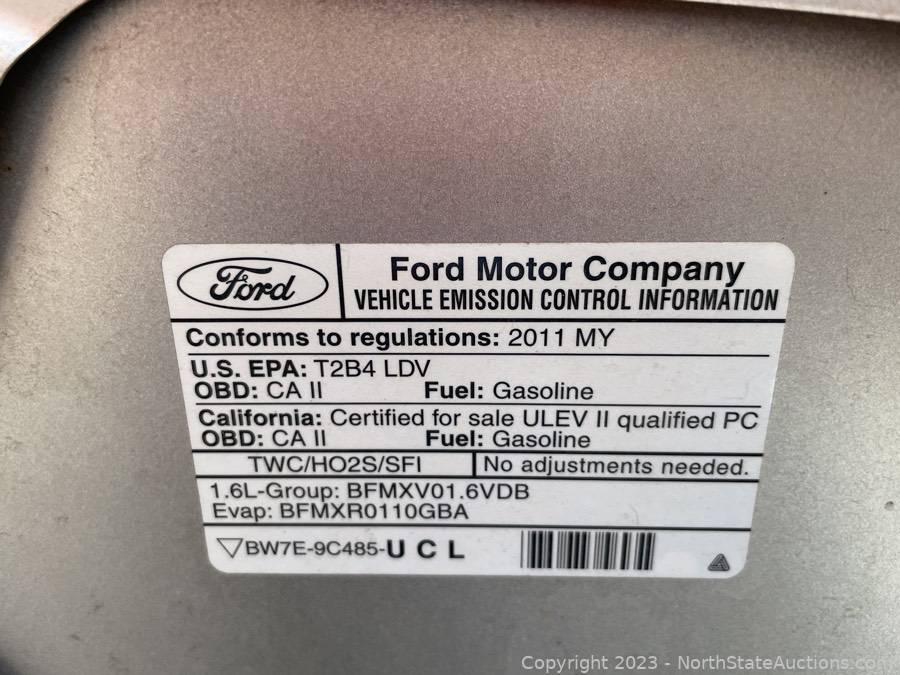 Ford
Ford Motor Company
VEHICLE EMISSION CONTROL INFORMATION
Conforms to regulations: 2011 MY
U.S. EPA: T2B4 LDV
OBD: CA II Fuel: Gasoline
California: Certified for sale ULEV II qualified PC
OBD: CA II Fuel: Gasoline
TWC/HO2S/SFI No adjustments needed.
1.6L-Group: BFMXV01.6VDB
Evap: BFMXR0110GBA
BW7E-9C485-U C L
Copyright 2023 - NorthStateAuctions.com